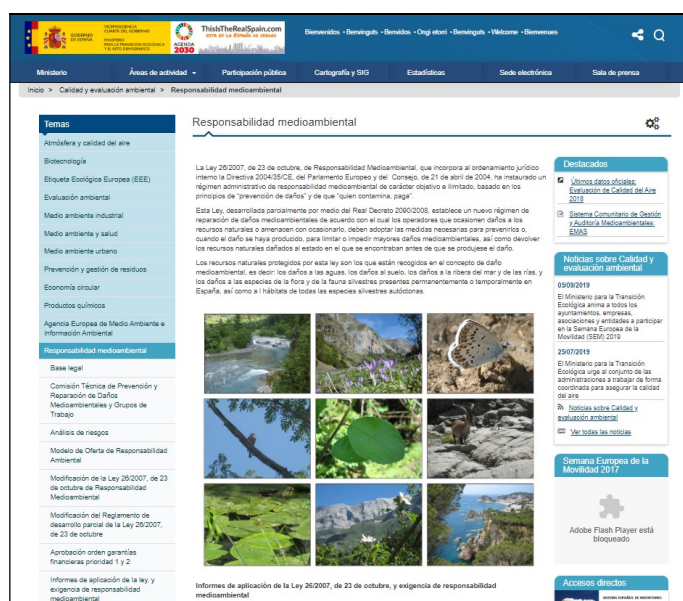 GOBIERNO
DE ESPAÑA
VICEPRESIDENCIA
CUARTA DEL GOBIERNO
MINISTERIO
PARA LA TRANSICIÓN ECOLÓGICA
Y EL RETO DEMOGRÁFICO
AGENDA
2030
ThisIsTheRealSpain.com
Bienvenidos • Benvinguts • Benvidos • Ongi etorri • Benvinguts • Welcome • Bienvenues
Ministerio
Áreas de actividad
Participación pública
Cartografía y SIG
Estadísticas
Sede electrónica
Sala de prensa
Inicio > Calidad y evaluación ambiental > Responsabilidad medioambiental
Temas
Atmósfera y calidad del aire
Biotecnología
Etiqueta Ecológica Europea (EEE)
Evaluación ambiental
Medio ambiente industrial
Medio ambiente y salud
Medio ambiente urbano
Prevención y gestión de residuos
Economía circular
Productos químicos
Agencia Europea de Medio Ambiente e
Información Ambiental
Responsabilidad medioambiental
Base legal
Comisión Técnica de Prevención y
Reparación de Daños
Medioambientales y Grupos de
Trabajo
Análisis de riesgos
Modelo de Oferta de Responsabilidad
Ambiental
Modificación de la Ley 26/2007, de 23
de octubre de Responsabilidad
Medioambiental
Modificación del Reglamento de
desarrollo parcial de la Ley 26/2007,
de 23 de octubre
Aprobación orden garantías
financieras prioridad 1 y 2
Informes de aplicación de la ley, y
exigencia de responsabilidad
medioambiental
Responsabilidad medioambiental
La Ley 26/2007, de 23 de octubre, de Responsabilidad Medioambiental, que incorpora al ordenamiento jurídico
interno la Directiva 2004/35/CE, del Parlamento Europeo y del Consejo, de 21 de abril de 2004, ha instaurado un
régimen administrativo de responsabilidad medioambiental de carácter objetivo e ilimitado, basado en los
principios de "prevención de daños" y de que "quien contamina, paga".
Esta Ley, desarrollada parcialmente por medio del Real Decreto 2090/2008, establece un nuevo régimen de
reparación de daños medioambientales de acuerdo con el cual los operadores que ocasionen daños a los
recursos naturales o amenacen con ocasionarlo, deben adoptar las medidas necesarias para prevenirlos o,
cuando el daño se haya producido, para limitar o impedir mayores daños medioambientales, así como devolver
los recursos naturales dañados al estado en el que se encontraban antes de que se produjese el daño.
Los recursos naturales protegidos por esta ley son los que están recogidos en el concepto de daño
medioambiental, es decir: los daños a las aguas, los daños al suelo, los daños a la ribera del mar y de las rías, y
los daños a las especies de la flora y de la fauna silvestres presentes permanentemente o temporalmente en
España, así como a l hábitats de todas las especies silvestres autóctonas.
Informes de aplicación de la Ley 26/2007, de 23 de octubre, y exigencia de responsabilidad
medioambiental
Destacados
Últimos datos oficiales:
Evaluación de Calidad del Aire
2018
Sistema Comunitario de Gestión
y Auditoría Medioambientales:
EMAS
Noticias sobre Calidad y
evaluación ambiental
05/09/2019
El Ministerio para la Transición
Ecológica anima a todos los
ayuntamientos, empresas,
asociaciones y entidades a participar
en la Semana Europea de la
Movilidad (SEM) 2019
25/07/2019
El Ministerio para la Transición
Ecológica urge al conjunto de las
administraciones a trabajar de forma
coordinada para asegurar la calidad
del aire
Noticias sobre Calidad y
evaluación ambiental
Ver todas las noticias
Semana Europea de la
Movilidad 2017
Adobe Flash Player está
bloqueado
Accesos directos